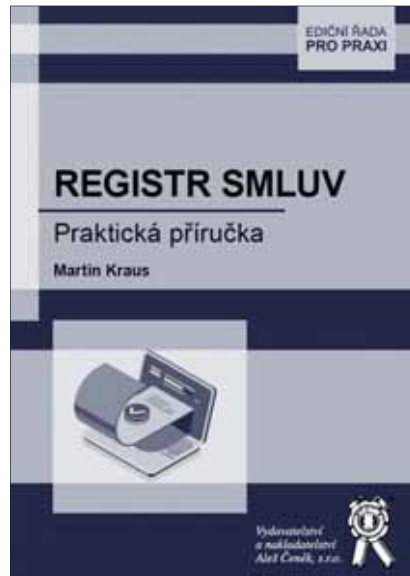 EDIČNÍ ŘADA
PRO PRAXI
REGISTR SMLUV
Praktická příručka
Martin Kraus
Vydavatelství
a nakladatelství
Aleš Čeněk, s.r.o.